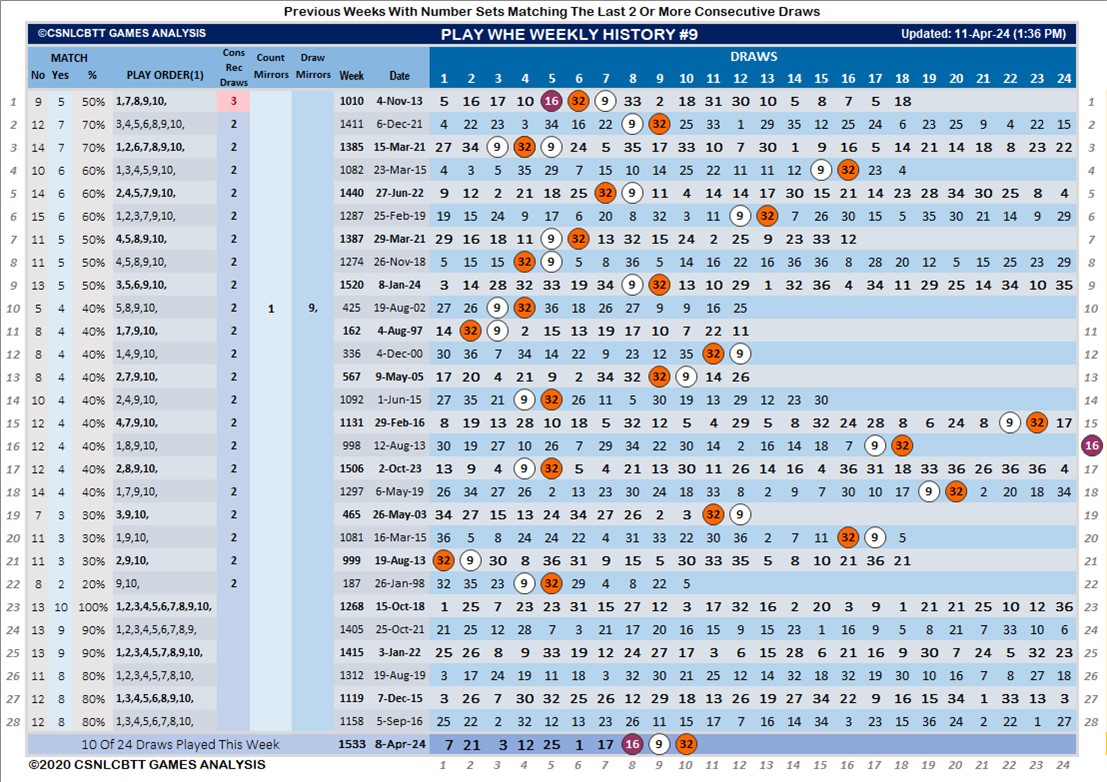 Previous Weeks With Number Sets Matching The Last 2 Or More Consecutive Draws
©CSNLCBTT GAMES ANALYSIS PLAY WHE WEEKLY HISTORY #9 Updated: 11-Apr-24 (1:36 PM)
MATCH Cons Rec Draws Count Mirrors Draw Mirrors DRAWS
No Yes % PLAY ORDER(1) Week Date 1 2 3 4 5 6 7 8 9 10 11 12 13 14 15 16 17 18 19 20 21 22 23 24
1 9 5 50% 1,7,8,9,10, 3 1010 4-Nov-13 5 16 17 10 16 32 9 33 2 18 31 30 10 5 8 7 5 18 1
2 12 7 70% 3,4,5,6,8,9,10, 2 1411 6-Dec-21 4 22 23 3 34 16 22 9 32 25 33 1 29 35 12 25 24 6 23 25 9 4 22 15 2
3 14 7 70% 1,2,6,7,8,9,10, 2 1385 15-Mar-21 27 34 9 32 9 24 5 35 17 33 10 7 30 1 9 16 5 14 21 14 18 8 23 22 3
4 10 6 60% 1,3,4,5,9,10, 2 1082 23-Mar-15 4 3 5 35 29 7 15 10 14 25 22 11 11 12 9 32 23 4 4
5 14 6 60% 2,4,5,7,9,10, 2 1440 27-Jun-22 9 12 2 21 18 25 32 9 11 4 14 14 17 30 15 21 14 23 28 34 30 25 8 4 5
6 15 6 60% 1,2,3,7,9,10, 2 1287 25-Feb-19 19 15 24 9 17 6 20 8 32 3 11 9 32 7 26 30 15 5 35 30 21 14 9 29 6
7 11 5 50% 4,5,8,9,10, 2 1387 29-Mar-21 29 16 18 11 9 32 13 32 15 24 2 25 9 23 33 12 7
8 11 5 50% 4,5,8,9,10, 2 1274 26-Nov-18 5 15 15 32 9 5 8 36 5 14 16 22 16 36 36 8 28 20 12 5 15 25 23 29 8
9 13 5 50% 3,5,6,9,10, 2 1520 8-Jan-24 3 14 28 32 33 19 34 9 32 13 10 29 1 32 36 4 34 11 29 25 14 34 10 35 9
10 5 4 40% 5,8,9,10, 2 1 9, 425 19-Aug-02 27 26 9 32 36 18 26 27 9 9 16 25 10
11 8 4 40% 1,7,9,10, 2 162 4-Aug-97 14 32 9 2 15 13 19 17 10 7 22 11 11
12 8 4 40% 1,4,9,10, 2 336 4-Dec-00 30 36 7 34 14 22 9 23 12 35 32 9 12
13 8 4 40% 2,7,9,10, 2 567 9-May-05 17 20 4 21 9 2 34 32 32 9 14 26 13
14 10 4 40% 2,4,9,10, 2 1092 1-Jun-15 27 35 21 9 32 26 11 5 30 19 13 29 12 23 30 14
15 12 4 40% 4,7,9,10, 2 1131 29-Feb-16 8 19 13 28 10 18 5 32 12 5 4 29 5 8 32 24 28 8 6 24 8 9 32 17 15
16 12 4 40% 1,8,9,10, 2 998 12-Aug-13 30 19 27 10 26 7 29 34 22 30 14 2 16 14 18 7 9 32 16
17 12 4 40% 2,8,9,10, 2 1506 2-Oct-23 13 9 4 9 32 5 4 21 13 30 11 26 14 16 4 36 31 18 33 36 26 36 36 4 17
18 14 4 40% 1,7,9,10, 2 1297 6-May-19 26 34 27 26 2 13 23 30 24 18 33 8 2 9 7 30 10 17 9 32 2 20 18 34 18
19 7 3 30% 3,9,10, 2 465 26-May-03 34 27 15 13 24 34 27 26 2 3 32 9 19
20 11 3 30% 1,9,10, 2 1081 16-Mar-15 36 5 8 24 24 22 4 31 33 22 30 14 2 7 11 32 9 5 20
21 11 3 30% 2,9,10, 2 999 19-Aug-13 32 9 30 8 36 31 9 15 5 30 33 35 5 8 10 21 36 21 21
22 8 2 20% 9,10, 2 187 26-Jan-98 32 35 23 9 32 29 4 8 22 5 22
23 13 10 100% 1,2,3,4,5,6,7,8,9,10, 1268 15-Oct-18 1 25 7 23 23 31 15 27 12 3 17 32 16 2 20 3 9 1 21 21 25 10 12 36 23
24 13 9 90% 1,2,3,4,5,6,7,8,9, 1405 25-Oct-21 21 25 12 28 7 3 21 17 20 16 15 9 15 23 1 16 9 5 8 21 7 33 10 6 24
25 13 9 90% 1,2,3,4,5,7,8,9,10, 1415 3-Jan-22 25 26 8 9 33 19 12 24 27 17 3 6 15 28 6 21 16 9 30 7 24 5 32 23 25
26 11 8 80% 1,2,3,4,5,7,8,10, 1312 19-Aug-19 3 17 24 19 11 18 3 32 30 21 25 12 14 32 18 32 19 30 10 16 7 8 27 18 26
27 12 8 80% 1,3,4,5,6,8,9,10, 1119 7-Dec-15 3 26 7 30 32 25 26 12 29 18 13 26 19 27 34 22 9 16 15 34 1 33 13 3 27
28 12 8 80% 1,3,4,5,6,7,8,10, 1158 5-Sep-16 25 22 2 32 12 13 23 26 11 15 17 7 16 14 34 3 23 15 36 24 2 22 1 27 28
10 Of 24 Draws Played This Week 1533 8-Apr-24 7 21 3 12 25 1 17 16 9 32
©2020 CSNLCBTT GAMES ANALYSIS 1 2 3 4 5 6 7 8 9 10 11 12 13 14 15 16 17 18 19 20 21 22 23 24